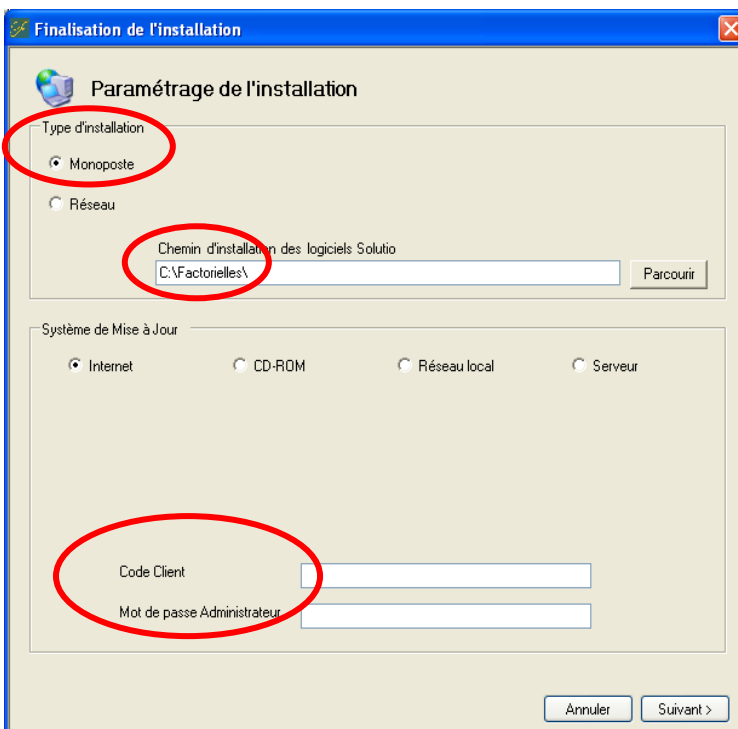 Finalisation de l'installation
Paramétrage de l'installation
Type d'installation
Monoposte
Réseau
Chemin d'installation des logiciels Solutio
C:\Factorielles\
Parcourir
Système de Mise à Jour
Internet CD-ROM Réseau local Serveur
Code Client
Mot de passe Administrateur
Annuler Suivant >